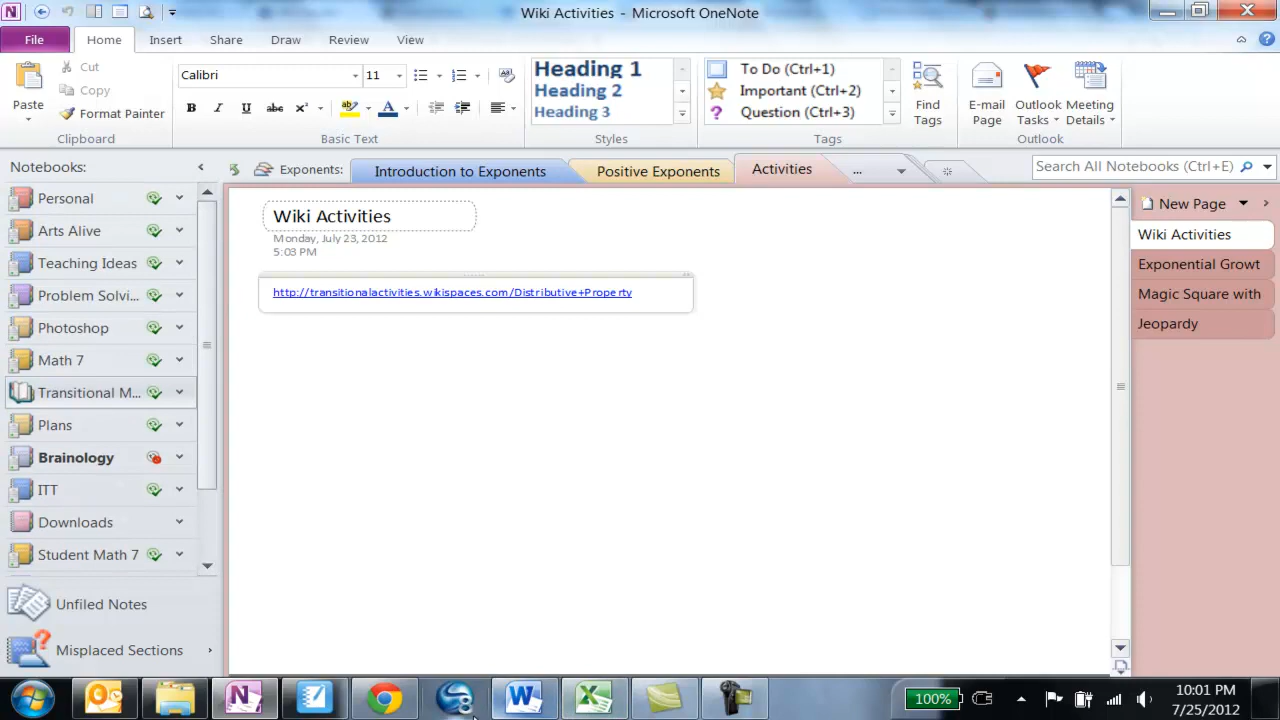 Wiki Activities - Microsoft OneNote
File Home Insert Share Draw Review View
Paste
Cut
Copy
Format Painter
Clipboard
Calibri 11
B I U abc x²
Basic Text
Heading 1
Heading 2
Heading 3
Styles
To Do (Ctrl+1)
Important (Ctrl+2)
Question (Ctrl+3)
Tags
Find Tags
E-mail Page
Outlook Tasks
Meeting Details
Outlook
Notebooks:
Exponents: Introduction to Exponents Positive Exponents Activities ...
Search All Notebooks (Ctrl+E)
Personal
Arts Alive
Teaching Ideas
Problem Solvi...
Photoshop
Math 7
Transitional M...
Plans
Brainology
ITT
Downloads
Student Math 7
Unfiled Notes
Misplaced Sections
Wiki Activities
Monday, July 23, 2012
5:03 PM
http://transitionalactivities.wikispaces.com/Distributive+Property
New Page
Wiki Activities
Exponential Growt
Magic Square with
Jeopardy
100%
10:01 PM
7/25/2012